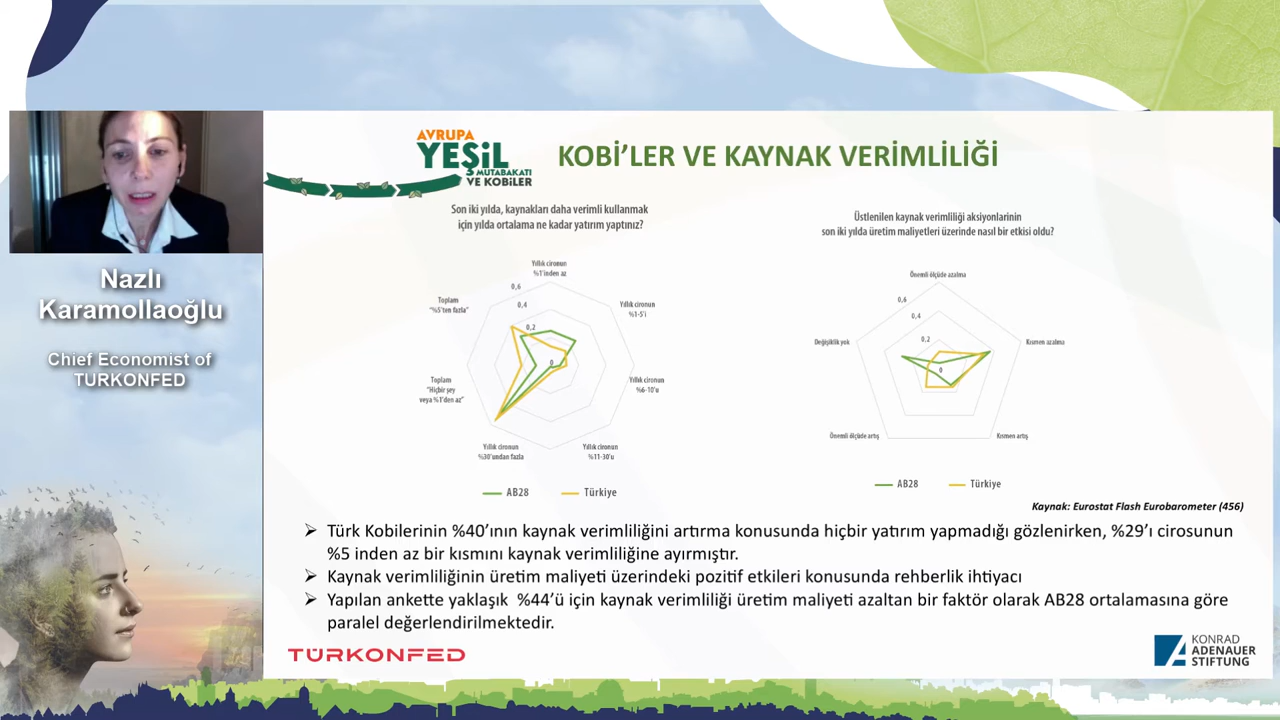 Nazlı
Karamollaoğlu
Chief Economist of
TURKONFED
AVRUPA
YEŞİL
MUTABAKATI
VE KOBİLER
KOBİ’LER VE KAYNAK VERİMLİLİĞİ
Son iki yılda, kaynakları daha verimli kullanmak
için yılda ortalama ne kadar yatırım yaptınız?
Yıllık cironun
%1'inden az
Yıllık cironun
%1-5'i
Yıllık cironun
%6-10'u
Yıllık cironun
%11-30'u
Yıllık cironun
%30'undan fazla
Toplam
"Hiçbir şey
veya %1'den az"
Toplam
"%5'ten fazla"
0,6
0,4
0,2
0
AB28
Türkiye
Üstlenilen kaynak verimliliği aksiyonlarının
son iki yılda üretim maliyetleri üzerinde nasıl bir etkisi oldu?
Önemli ölçüde azalma
Kısmen azalma
Kısmen artış
Önemli ölçüde artış
Değişiklik yok
0,6
0,4
0,2
0
AB28
Türkiye
Kaynak: Eurostat Flash Eurobarometer (456)
➢ Türk Kobilerinin %40’ının kaynak verimliliğini artırma konusunda hiçbir yatırım yapmadığı gözlenirken, %29’ı cirosunun
%5 inden az bir kısmını kaynak verimliliğine ayırmıştır.
➢ Kaynak verimliliğinin üretim maliyeti üzerindeki pozitif etkileri konusunda rehberlik ihtiyacı
➢ Yapılan ankette yaklaşık %44’ü için kaynak verimliliği üretim maliyeti azaltan bir faktör olarak AB28 ortalamasına göre
paralel değerlendirilmektedir.
TÜRKONFED
KONRAD
ADENAUER
STIFTUNG